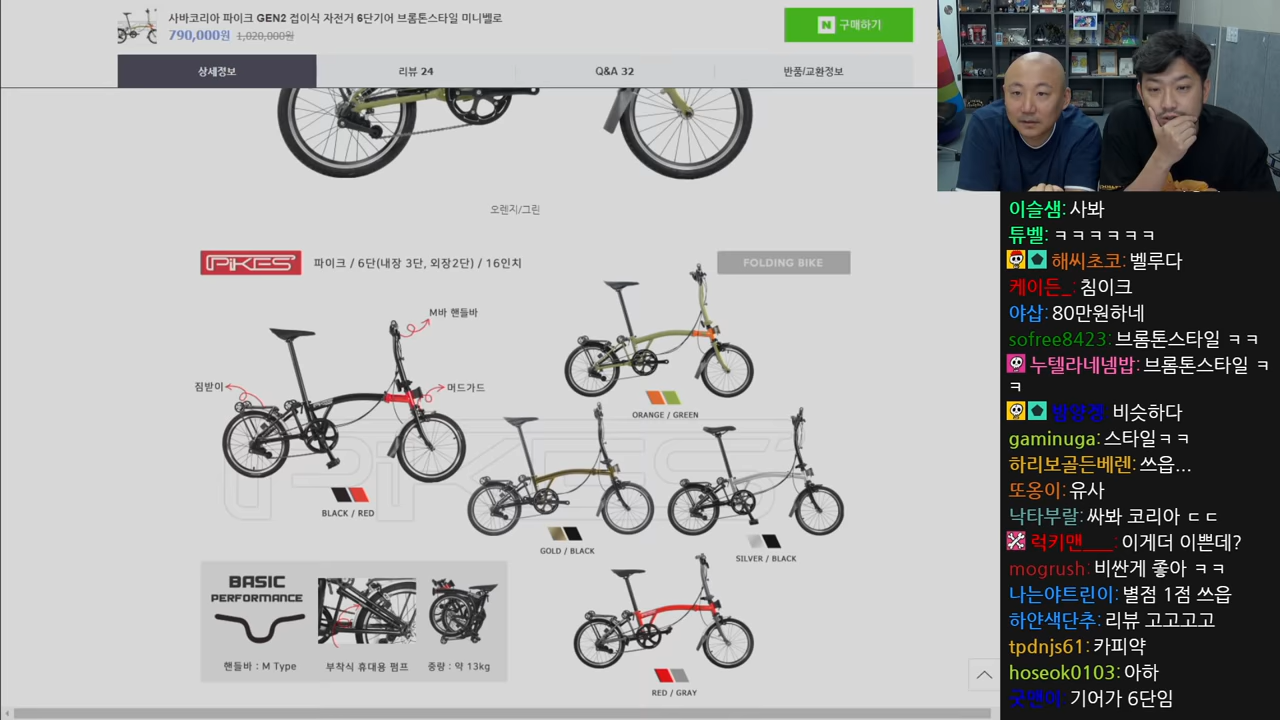 사바코리아 파이크 GEN2 접이식 자전거 6단기어 브롬톤스타일 미니벨로
790,000원 1,020,000원
N 구매하기
상세정보
리뷰 24
Q&A 32
반품/교환정보
오렌지/그린
PiKES
파이크 / 6단(내장 3단, 외장2단) / 16인치
FOLDING BIKE
M바 핸들바
짐받이
머드가드
ORANGE / GREEN
BLACK / RED
PiKES
GOLD / BLACK
SILVER / BLACK
BASIC
PERFORMANCE
핸들바 : M Type
부착식 휴대용 펌프
중량 : 약 13kg
RED / GRAY
이슬샘: 사봐
튜벨: ㅋㅋㅋㅋㅋㅋ
해씨초코: 벨루다
케이든_: 침이크
야삽: 80만원하네
sofree8423: 브롬톤스타일 ㅋㅋ
누텔라네넴밥: 브롬톤스타일 ㅋ
ㅋ
밤양갱: 비슷하다
gaminuga: 스타일ㅋㅋ
하리보골든베렌: 쓰읍...
또옹이: 유사
낙타부랄: 싸봐 코리아 ㄷㄷ
럭키맨___: 이게더 이쁜데?
mogrush: 비싼게 좋아 ㅋㅋ
나는야트린이: 별점 1점 쓰읍
하얀색단추: 리뷰 고고고고
tpdnjs61: 카피약
hoseok0103: 아하
굿맨이: 기어가 6단임